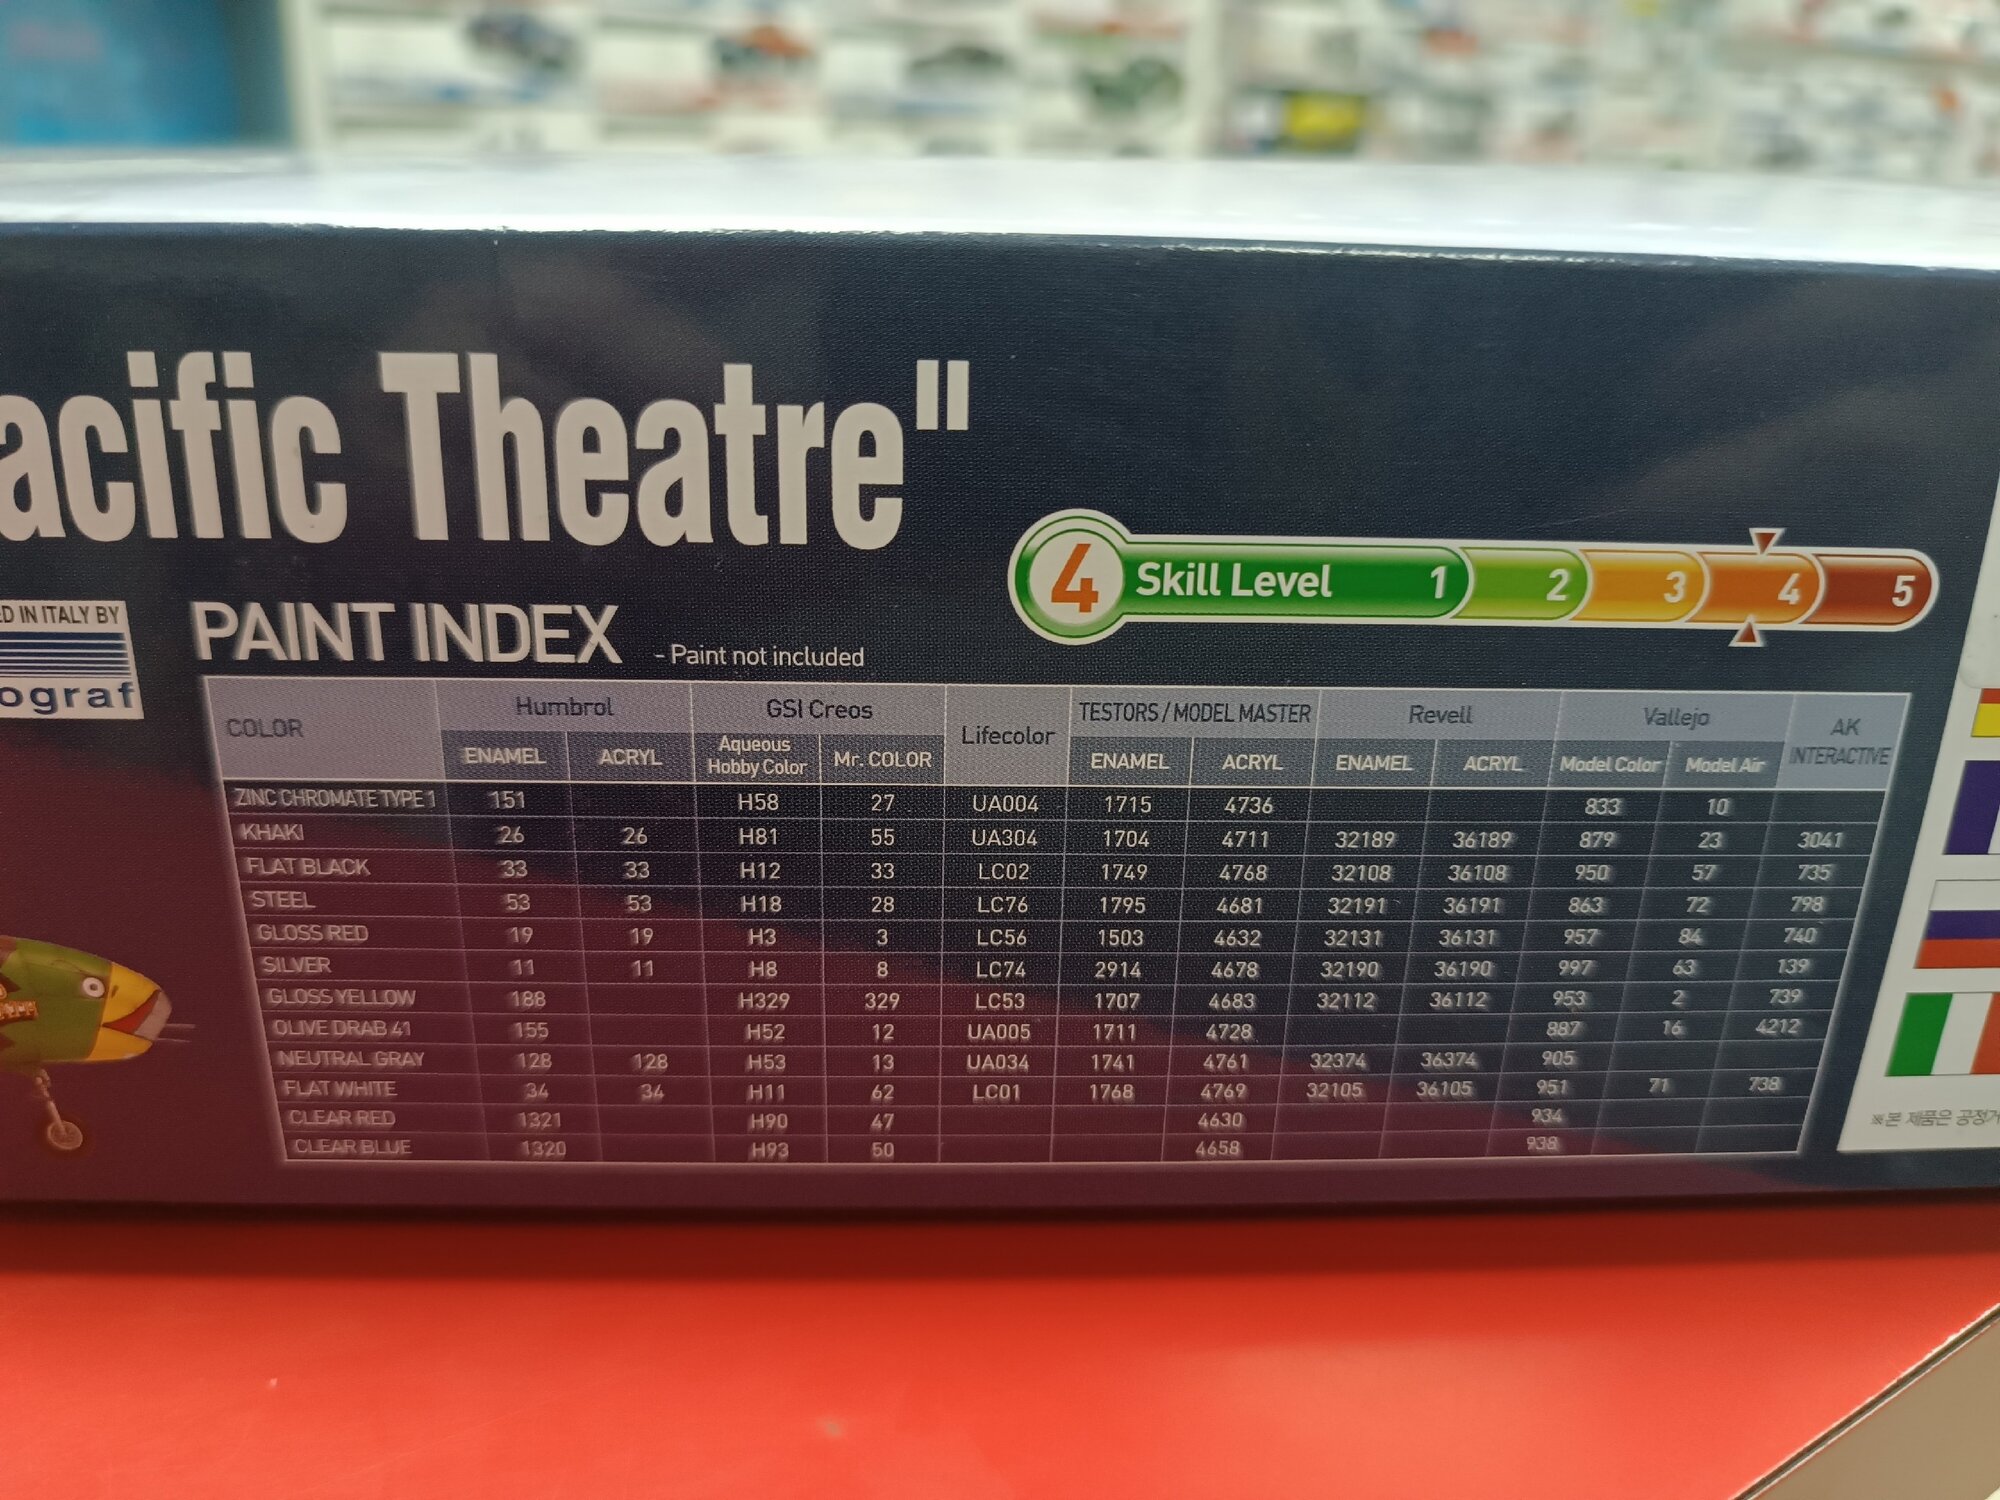 acific Theatre"
4 Skill Level 1 2 3 4 5
ED IN ITALY BY
ograf
PAINT INDEX - Paint not included
COLOR Humbrol GSI Creos Lifecolor TESTORS / MODEL MASTER Revell Vallejo AK INTERACTIVE
ENAMEL ACRYL Aqueous Hobby Color Mr. COLOR ENAMEL ACRYL ENAMEL ACRYL Model Color Model Air
ZINC CHROMATE TYPE 1 151 H58 27 UA004 1715 4736 833 10
KHAKI 26 26 H81 55 UA304 1704 4711 32189 36189 879 23 3041
FLAT BLACK 33 33 H12 33 LC02 1749 4768 32108 36108 950 57 735
STEEL 53 53 H18 28 LC76 1795 4681 32191 36191 863 72 798
GLOSS RED 19 19 H3 3 LC56 1503 4632 32131 36131 957 84 740
SILVER 11 11 H8 8 LC74 2914 4678 32190 36190 997 63 139
GLOSS YELLOW 188 H329 329 LC53 1707 4683 32112 36112 953 2 739
OLIVE DRAB 41 155 H52 12 UA005 1711 4728 887 16 4212
NEUTRAL GRAY 128 128 H53 13 UA034 1741 4761 32374 36374 905
FLAT WHITE 34 34 H11 62 LC01 1768 4769 32105 36105 951 71 738
CLEAR RED 1321 H90 47 4630 934
CLEAR BLUE 1320 H93 50 4658 938
※본 제품은 공정거